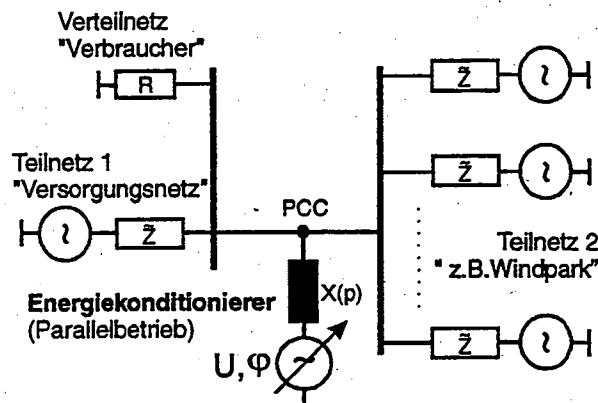 Verteilnetz
"Verbraucher"
R
Z̃
Teilnetz 1
"Versorgungsnetz"
~
Z̃
PCC
Z̃
~
Teilnetz 2
" z.B.Windpark"
Energiekonditionierer
(Parallelbetrieb)
X(p)
U,φ
~
Z̃
~